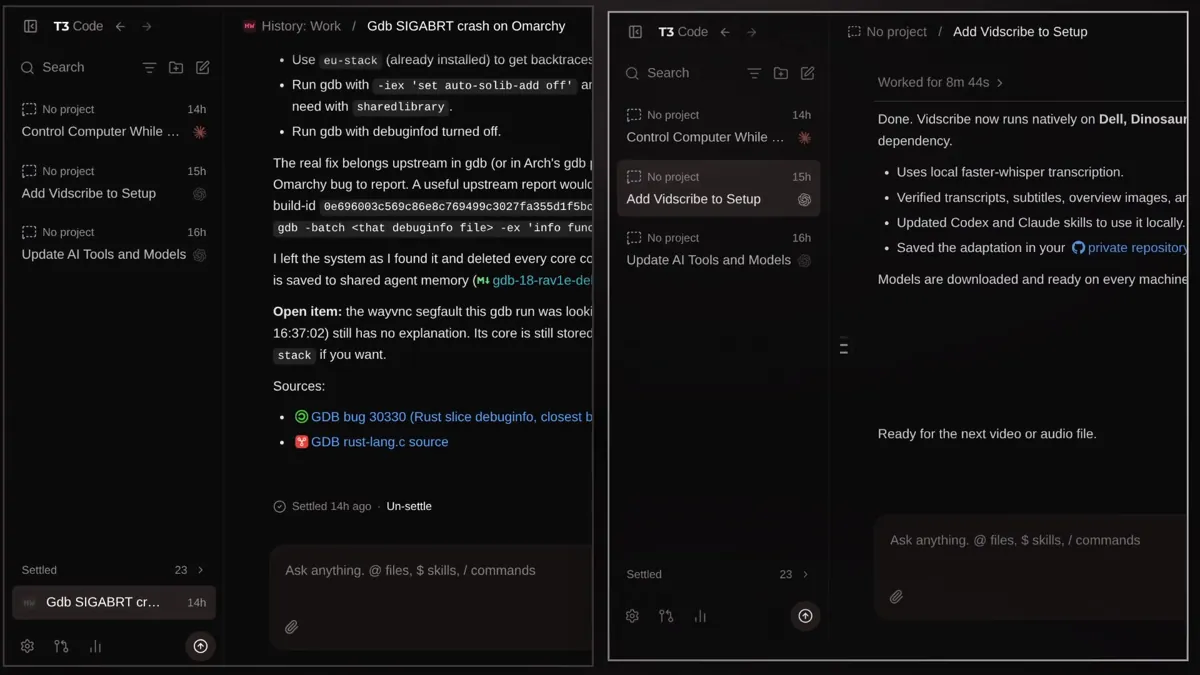 T3 Code
Search
No project 14h
Control Computer While ...
No project 15h
Add Vidscribe to Setup
No project 16h
Update AI Tools and Models
Settled 23
Gdb SIGABRT cr... 14h
History: Work / Gdb SIGABRT crash on Omarchy
• Use eu-stack (already installed) to get backtraces
• Run gdb with -iex 'set auto-solib-add off'
need with sharedlibrary.
• Run gdb with debuginfod turned off.
The real fix belongs upstream in gdb (or in Arch's gdb
Omarchy bug to report. A useful upstream report would
build-id 0e696003c569c86e8c769499c3027fa355d1f5bc
gdb -batch <that debuginfo file> -ex 'info func
I left the system as I found it and deleted every core
is saved to shared agent memory (M↓ gdb-18-rav1e-de
Open item: the wayvnc segfault this gdb run was
16:37:02) still has no explanation. Its core is still stored
stack if you want.
Sources:
• GDB bug 30330 (Rust slice debuginfo, closest
• GDB rust-lang.c source
Settled 14h ago · Un-settle
Ask anything. @ files, $ skills, / commands
T3 Code
Search
No project 14h
Control Computer While ...
No project 15h
Add Vidscribe to Setup
No project 16h
Update AI Tools and Models
Settled 23
No project / Add Vidscribe to Setup
Worked for 8m 44s >
Done. Vidscribe now runs natively on Dell, Dinosaur
dependency.
• Uses local faster-whisper transcription.
• Verified transcripts, subtitles, overview images,
• Updated Codex and Claude skills to use it locally.
• Saved the adaptation in your private repository
Models are downloaded and ready on every machine
Ready for the next video or audio file.
Ask anything. @ files, $ skills, / commands